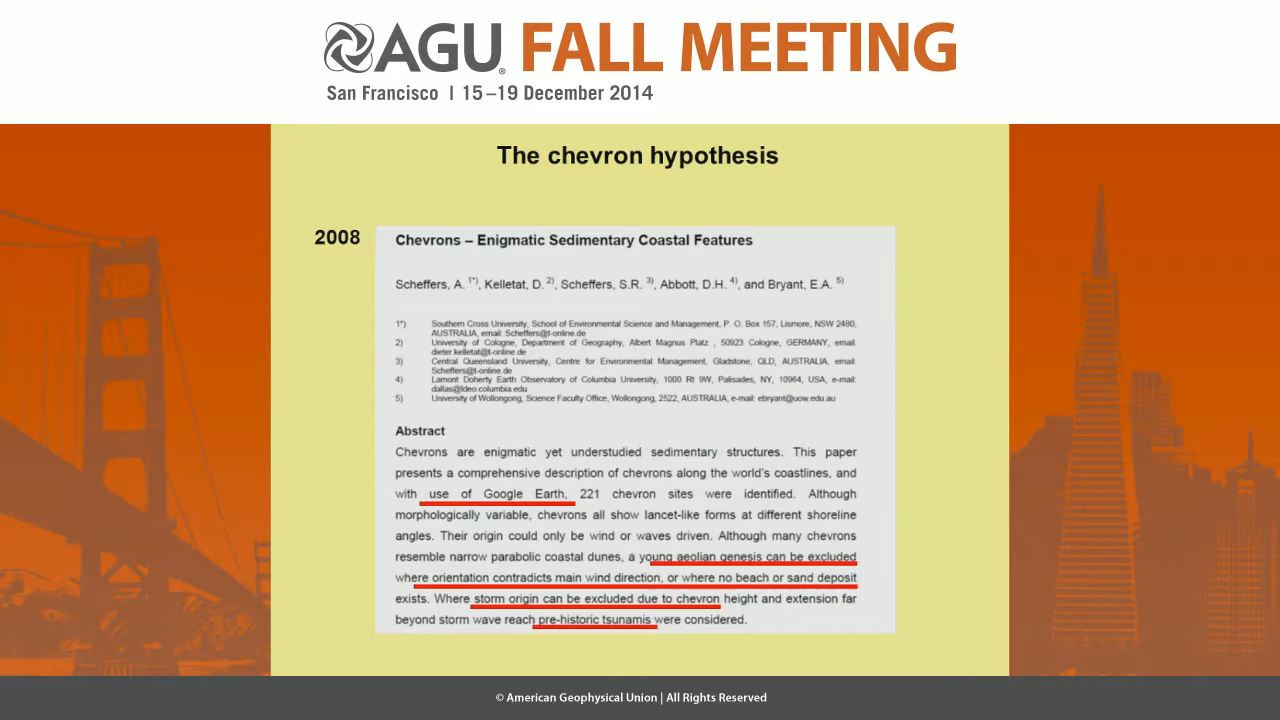 AGU® FALL MEETING
San Francisco | 15–19 December 2014
The chevron hypothesis
2008
Chevrons – Enigmatic Sedimentary Coastal Features
Scheffers, A. 1*), Kelletat, D. 2), Scheffers, S.R. 3), Abbott, D.H. 4), and Bryant, E.A. 5)
1*) Southern Cross University, School of Environmental Science and Management, P. O. Box 157, Lismore, NSW 2480,
AUSTRALIA, email: Scheffers@t-online.de
2) University of Cologne, Department of Geography, Albert Magnus Platz , 50923 Cologne, GERMANY, email:
dieter.kelletat@t-online.de
3) Central Queensland University, Centre for Environmental Management, Gladstone, QLD, AUSTRALIA, email:
Scheffers@t-online.de
4) Lamont Doherty Earth Observatory of Columbia University, 1000 Rt 9W, Palisades, NY, 10964, USA, e-mail:
dallas@ldeo.columbia.edu
5) University of Wollongong, Science Faculty Office, Wollongong, 2522, AUSTRALIA, e-mail: ebryant@uow.edu.au
Abstract
Chevrons are enigmatic yet understudied sedimentary structures. This paper
presents a comprehensive description of chevrons along the world's coastlines, and
with use of Google Earth, 221 chevron sites were identified. Although
morphologically variable, chevrons all show lancet-like forms at different shoreline
angles. Their origin could only be wind or waves driven. Although many chevrons
resemble narrow parabolic coastal dunes, a young aeolian genesis can be excluded
where orientation contradicts main wind direction, or where no beach or sand deposit
exists. Where storm origin can be excluded due to chevron height and extension far
beyond storm wave reach pre-historic tsunamis were considered.
© American Geophysical Union | All Rights Reserved